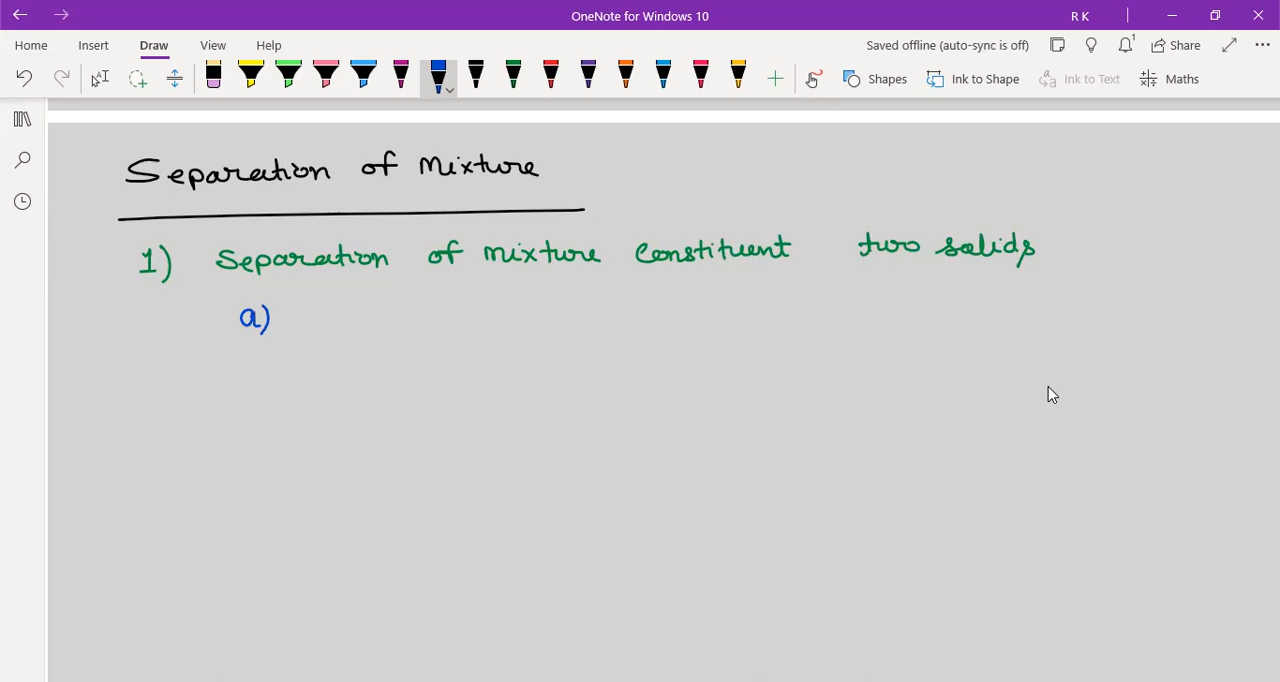 OneNote for Windows 10
R K
Home Insert Draw View Help
Saved offline (auto-sync is off) Share
Shapes Ink to Shape Ink to Text Maths
Separation of Mixture
1) Separation of mixture Constituent two solids
a)